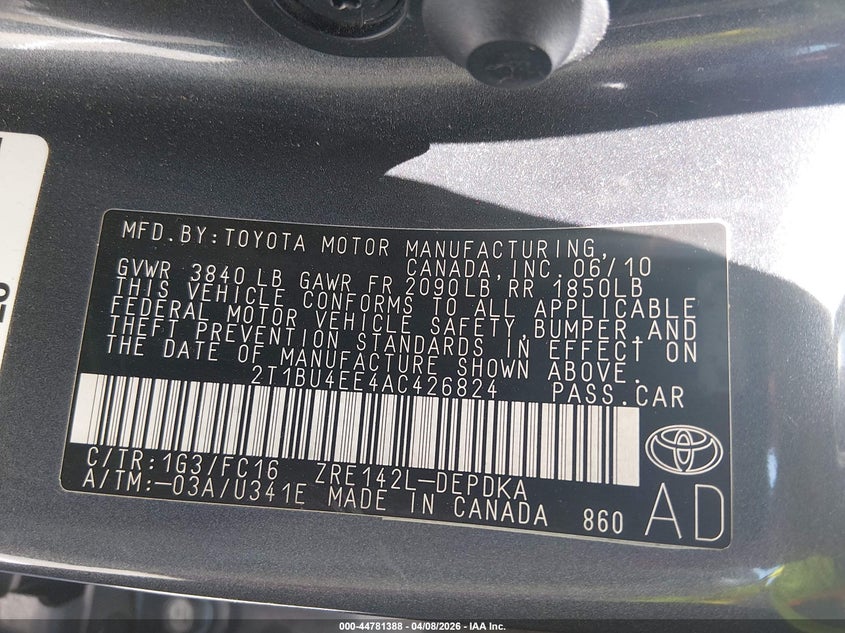 MFD.BY:TOYOTA MOTOR MANUFACTURING,
CANADA,INC. 06/10
GVWR 3840 LB GAWR FR 2090LB RR 1850LB
THIS VEHICLE CONFORMS TO ALL APPLICABLE
FEDERAL MOTOR VEHICLE SAFETY, BUMPER,AND
THEFT PREVENTION STANDARDS IN EFFECT ON
THE DATE OF MANUFACTURE SHOWN ABOVE.
2T1BU4EE4AC426824 PASS.CAR
C/TR:1G3/FC16 ZRE142L-DEPDKA
A/TM:-03A/U341E MADE IN CANADA 860 AD
000-44781388 - 04/08/2026 - IAA Inc.